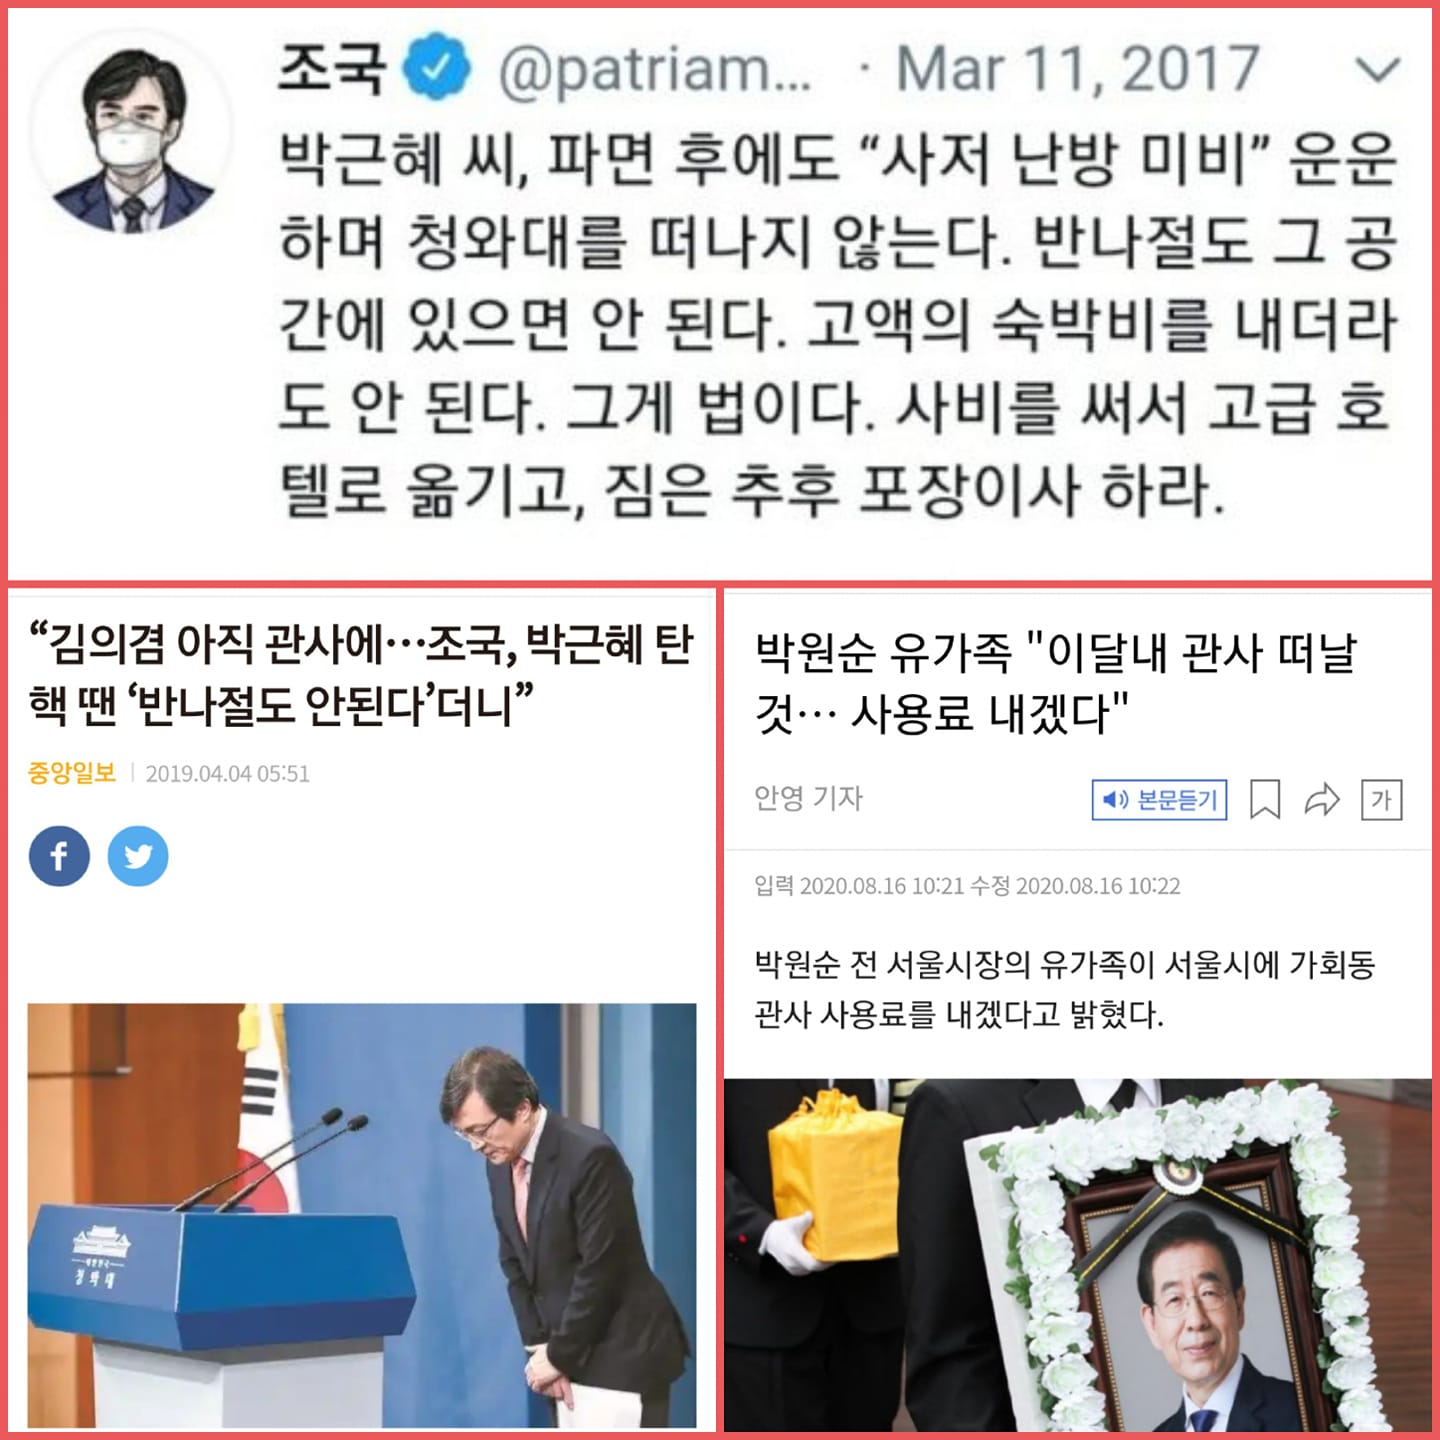 조국 @patriam... · Mar 11, 2017
박근혜 씨, 파면 후에도 “사저 난방 미비” 운운
하며 청와대를 떠나지 않는다. 반나절도 그 공
간에 있으면 안 된다. 고액의 숙박비를 내더라
도 안 된다. 그게 법이다. 사비를 써서 고급 호
텔로 옮기고, 짐은 추후 포장이사 하라.
“김의겸 아직 관사에…조국, 박근혜 탄
핵 땐 ‘반나절도 안된다’더니”
중앙일보 | 2019.04.04 05:51
f
대한민국
청와대
박원순 유가족 "이달내 관사 떠날
것… 사용료 내겠다"
안영 기자
본문듣기
가
입력 2020.08.16 10:21 수정 2020.08.16 10:22
박원순 전 서울시장의 유가족이 서울시에 가회동
관사 사용료를 내겠다고 밝혔다.